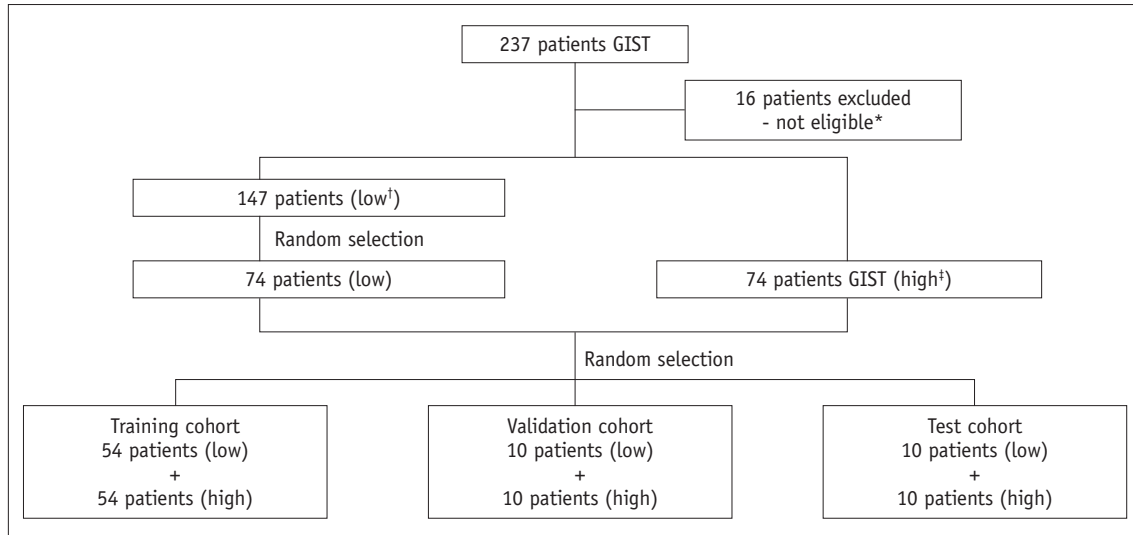 237 patients GIST
16 patients excluded
- not eligible*
147 patients (low†)
Random selection
74 patients (low)
74 patients GIST (high‡)
Random selection
Training cohort
54 patients (low)
+
54 patients (high)
Validation cohort
10 patients (low)
+
10 patients (high)
Test cohort
10 patients (low)
+
10 patients (high)